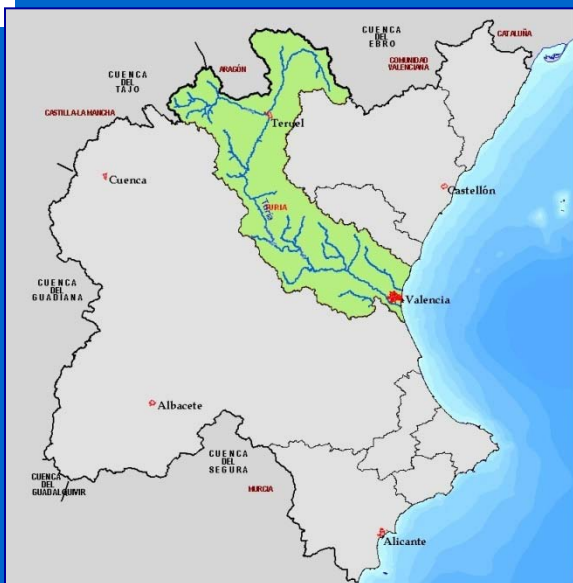 CUENCA
DEL
EBRO
CATALUÑA
ARAGÓN
COMUNIDAD
VALENCIANA
CUENCA
DEL
TAJO
CASTILLA-LA MANCHA
Teruel
Cuenca
Castellón
Turia
TURIA
CUENCA
DEL
GUADIANA
Valencia
Albacete
CUENCA
DEL
SEGURA
CUENCA
DEL
GUADALQUIVIR
MURCIA
Alicante